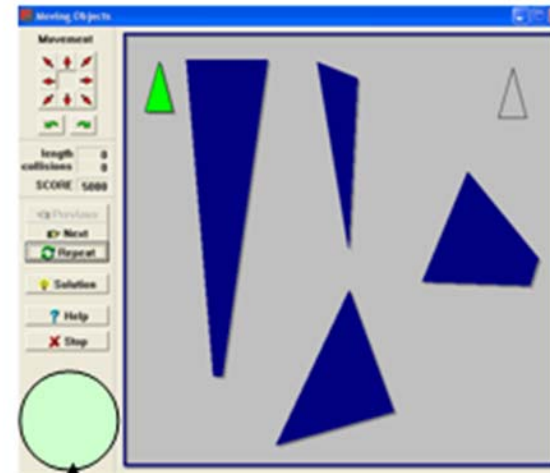 Moving Objects
Movement
length 0
collisions 0
SCORE 5000
Previous
Next
Repeat
Solution
Help
Stop